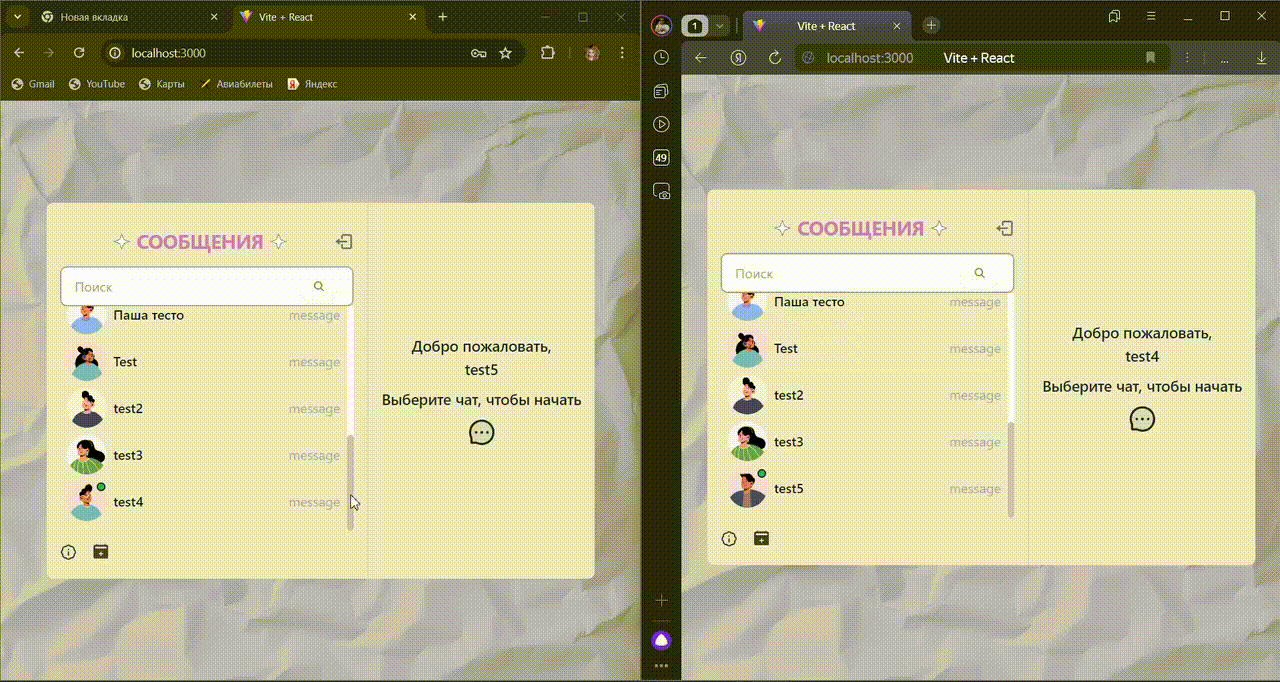 Новая вкладка
Vite + React
localhost:3000
Gmail
YouTube
Карты
Авиабилеты
Я
Яндекс
СООБЩЕНИЯ
Поиск
Паша тесто
message
Test
message
test2
message
test3
message
test4
message
Добро пожаловать,
test5
Выберите чат, чтобы начать
1
Vite + React
Я
localhost:3000
Vite + React
49
СООБЩЕНИЯ
Поиск
Паша тесто
message
Test
message
test2
message
test3
message
test5
message
Добро пожаловать,
test4
Выберите чат, чтобы начать